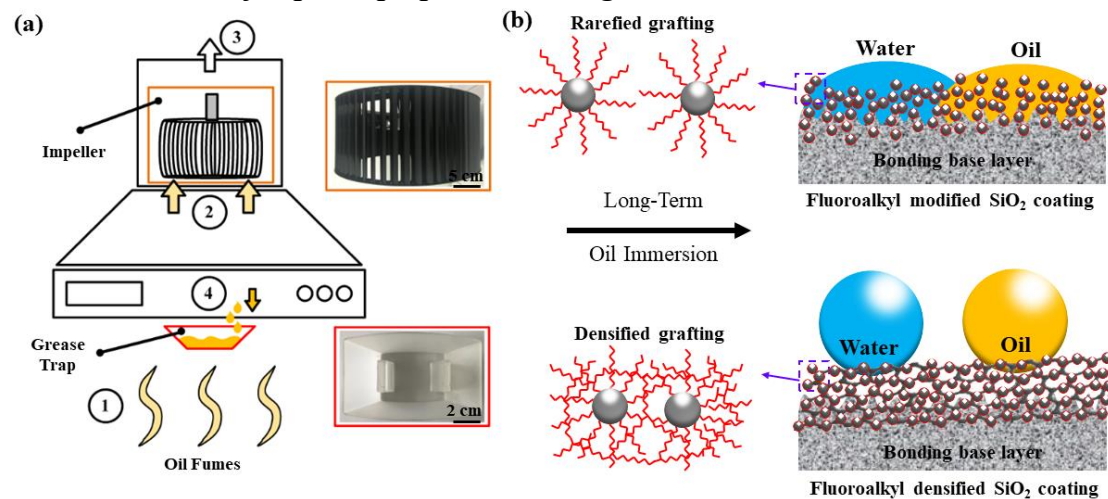 (a)
3
Impeller
5 cm
2
4
Grease
Trap
2 cm
1
Oil Fumes
(b)
Rarefied grafting
Water
Oil
Bonding base layer
Fluoroalkyl modified SiO₂ coating
Long-Term
Oil Immersion
Densified grafting
Water
Oil
Bonding base layer
Fluoroalkyl densified SiO₂ coating